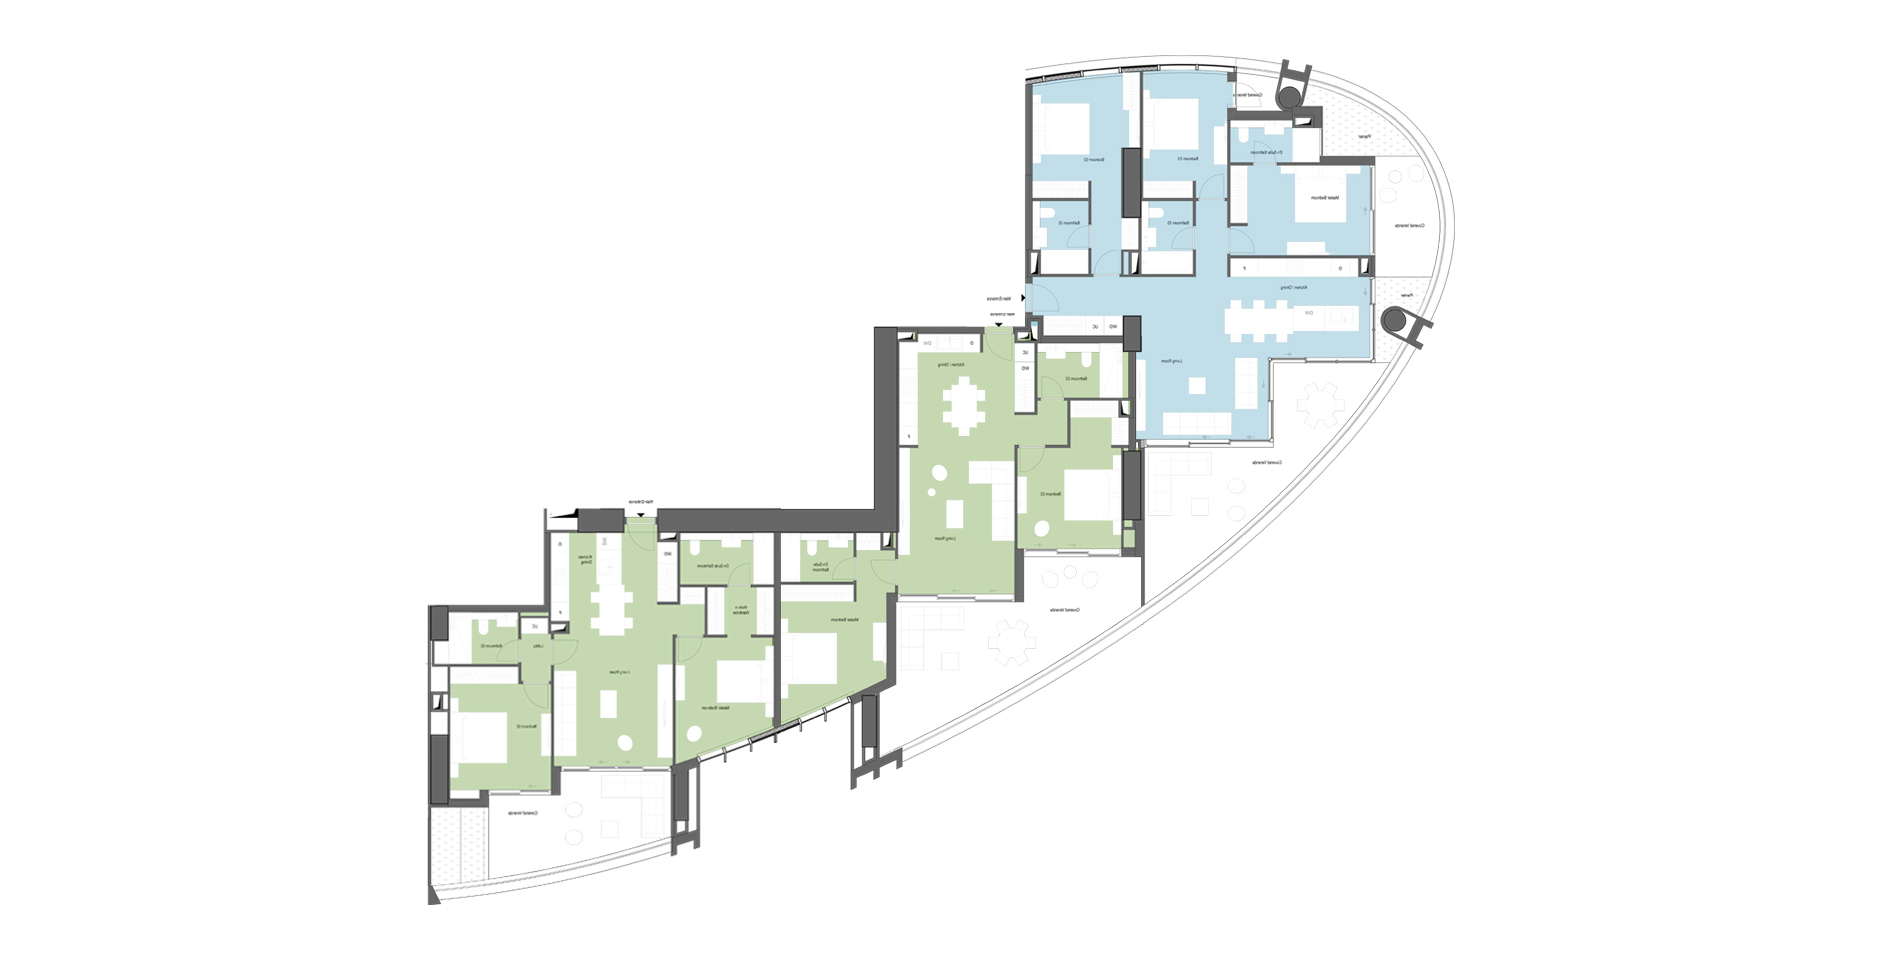 Covered Veranda
Planter
En-Suite Bathroom
Bedroom 02
Bedroom 03
Master Bedroom
Bathroom 02
Bathroom 03
Covered Veranda
F
O
Kitchen / Dining
Planter
Main Entrance
Main Entrance
DW
UC
WD
DW
O
UC
Living Room
Kitchen / Dining
WD
Bathroom 02
F
Covered Veranda
Bedroom 02
Main Entrance
Living Room
O
DW
Kitchen
Dining
WD
En-Suite Bathroom
En-Suite
Bathroom
Walk-in
Wardrobe
F
Covered Veranda
Master Bedroom
UC
Bathroom 02
Lobby
Living Room
Master Bedroom
Bedroom 02
Covered Veranda